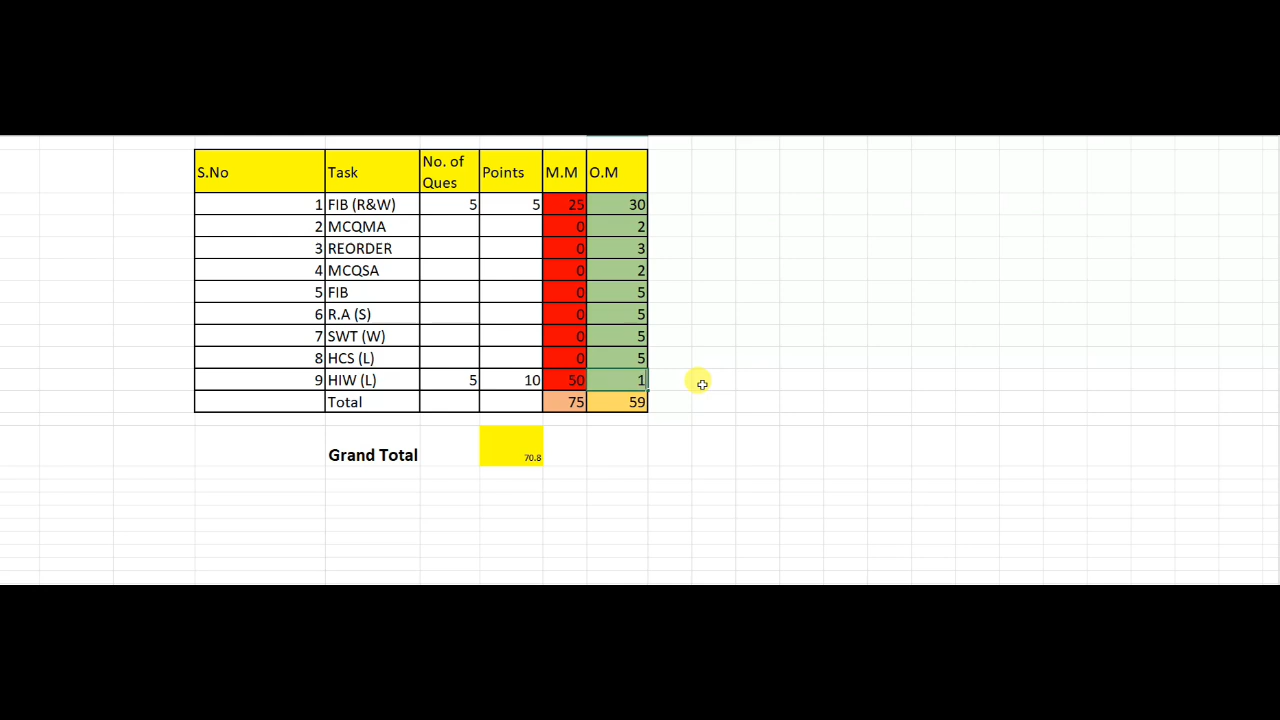 S.No Task No. of Ques Points M.M O.M
1 FIB (R&W) 5 5 25 30
2 MCQMA 0 2
3 REORDER 0 3
4 MCQSA 0 2
5 FIB 0 5
6 R.A (S) 0 5
7 SWT (W) 0 5
8 HCS (L) 0 5
9 HIW (L) 5 10 50 1
Total 75 59
Grand Total 70.8